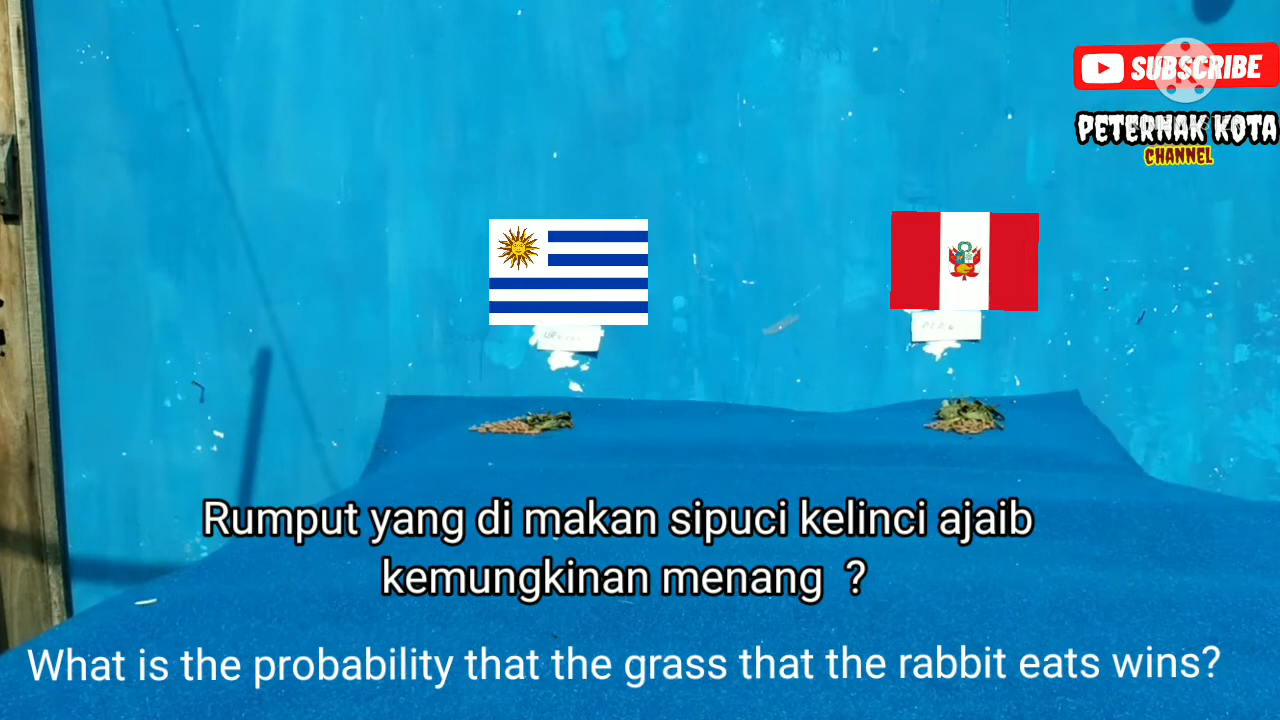 SUBSCRIBE
PETERNAK KOTA
CHANNEL
Rumput yang di makan sipuci kelinci ajaib
kemungkinan menang ?
What is the probability that the grass that the rabbit eats wins?